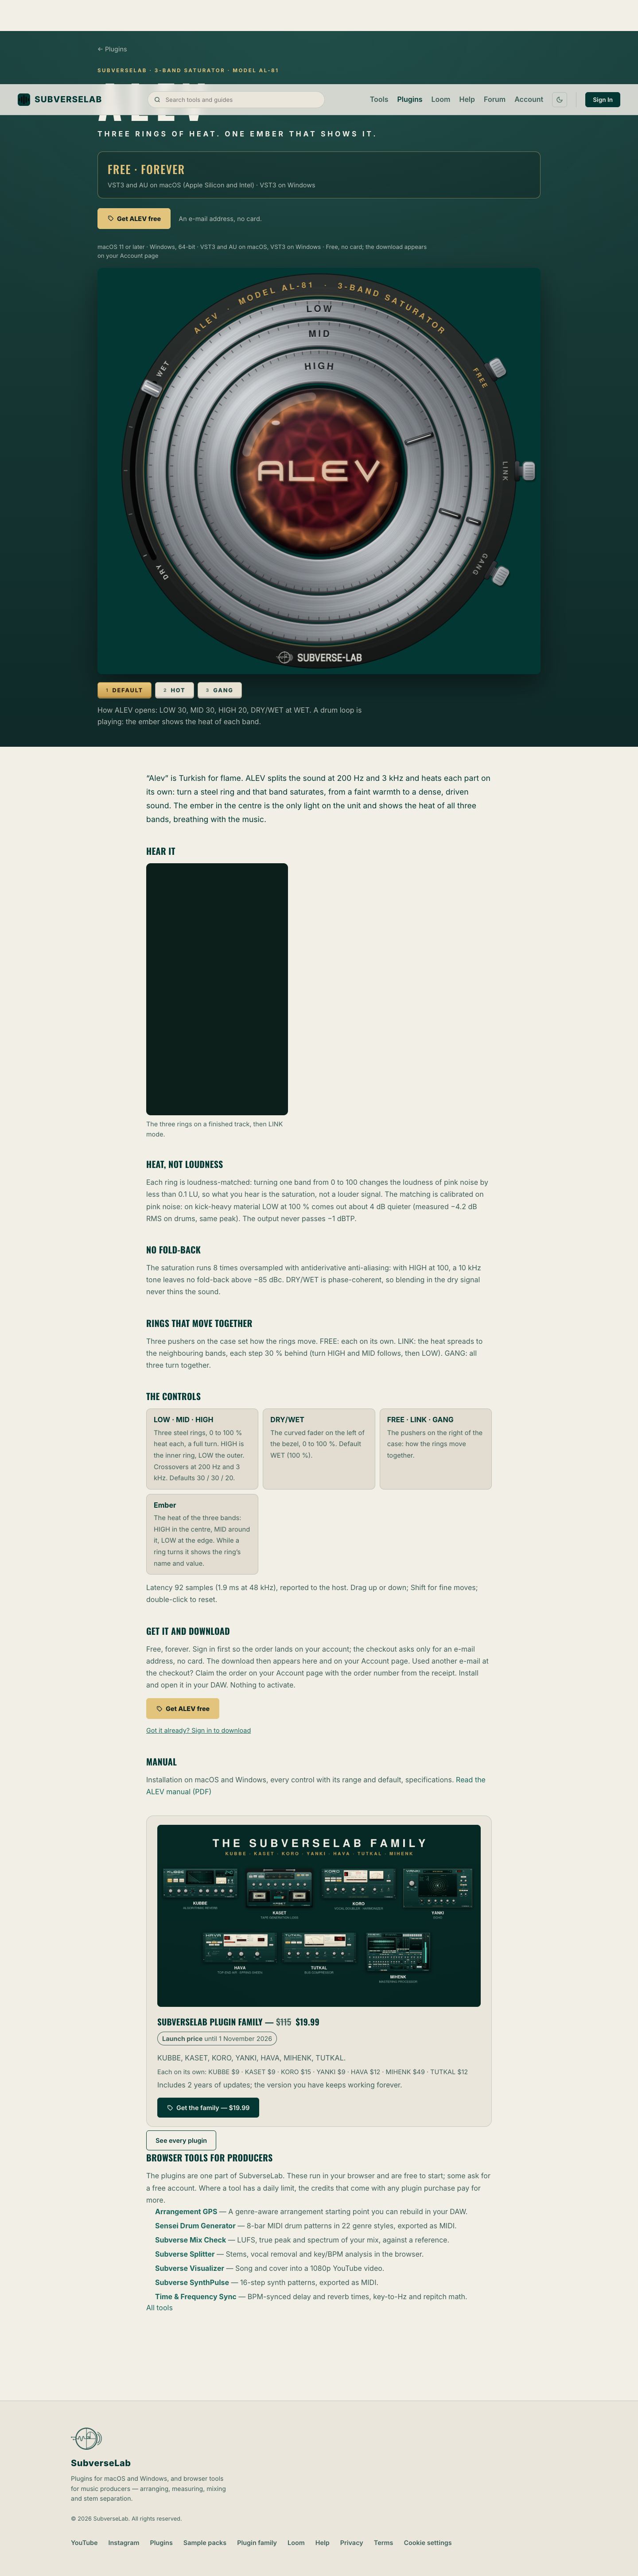 ← Plugins
SUBVERSELAB · 3-BAND SATURATOR · MODEL AL-81
SUBVERSELAB
Search tools and guides
Tools Plugins Loom Help Forum Account
Sign In
ALEV
THREE RINGS OF HEAT. ONE EMBER THAT SHOWS IT.
FREE · FOREVER
VST3 and AU on macOS (Apple Silicon and Intel) · VST3 on Windows
Get ALEV free
An e-mail address, no card.
macOS 11 or later · Windows, 64-bit · VST3 and AU on macOS, VST3 on Windows · Free, no card; the download appears
on your Account page
ALEV · MODEL AL-81 · 3-BAND SATURATOR
LOW
MID
HIGH
WET
FREE
ALEV
LINK
DRY
GANG
SUBVERSE-LAB
1 DEFAULT
2 HOT
3 GANG
How ALEV opens: LOW 30, MID 30, HIGH 20, DRY/WET at WET. A drum loop is
playing: the ember shows the heat of each band.
“Alev” is Turkish for flame. ALEV splits the sound at 200 Hz and 3 kHz and heats each part on
its own: turn a steel ring and that band saturates, from a faint warmth to a dense, driven
sound. The ember in the centre is the only light on the unit and shows the heat of all three
bands, breathing with the music.
HEAR IT
The three rings on a finished track, then LINK
mode.
HEAT, NOT LOUDNESS
Each ring is loudness-matched: turning one band from 0 to 100 changes the loudness of pink noise by
less than 0.1 LU, so what you hear is the saturation, not a louder signal. The matching is calibrated on
pink noise: on kick-heavy material LOW at 100 % comes out about 4 dB quieter (measured −4.2 dB
RMS on drums, same peak). The output never passes −1 dBTP.
NO FOLD-BACK
The saturation runs 8 times oversampled with antiderivative anti-aliasing: with HIGH at 100, a 10 kHz
tone leaves no fold-back above −85 dBc. DRY/WET is phase-coherent, so blending in the dry signal
never thins the sound.
RINGS THAT MOVE TOGETHER
Three pushers on the case set how the rings move. FREE: each on its own. LINK: the heat spreads to
the neighbouring bands, each step 30 % behind (turn HIGH and MID follows, then LOW). GANG: all
three turn together.
THE CONTROLS
LOW · MID · HIGH
Three steel rings, 0 to 100 %
heat each, a full turn. HIGH is
the inner ring, LOW the outer.
Crossovers at 200 Hz and 3
kHz. Defaults 30 / 30 / 20.
DRY/WET
The curved fader on the left of
the bezel, 0 to 100 %. Default
WET (100 %).
FREE · LINK · GANG
The pushers on the right of the
case: how the rings move
together.
Ember
The heat of the three bands:
HIGH in the centre, MID around
it, LOW at the edge. While a
ring turns it shows the ring's
name and value.
Latency 92 samples (1.9 ms at 48 kHz), reported to the host. Drag up or down; Shift for fine moves;
double-click to reset.
GET IT AND DOWNLOAD
Free, forever. Sign in first so the order lands on your account; the checkout asks only for an e-mail
address, no card. The download then appears here and on your Account page. Used another e-mail at
the checkout? Claim the order on your Account page with the order number from the receipt. Install
and open it in your DAW. Nothing to activate.
Get ALEV free
Got it already? Sign in to download
MANUAL
Installation on macOS and Windows, every control with its range and default, specifications. Read the
ALEV manual (PDF)
THE SUBVERSELAB FAMILY
KUBBE · KASET · KORO · YANKI · HAVA · TUTKAL · MIHENK
KUBBE
KASET
KORO
YANKI
HAVA
TUTKAL
MIHENK
SUBVERSELAB PLUGIN FAMILY — $115 $19.99
Launch price until 1 November 2026
KUBBE, KASET, KORO, YANKI, HAVA, MIHENK, TUTKAL.
Each on its own: KUBBE $9 · KASET $9 · KORO $15 · YANKI $9 · HAVA $12 · MIHENK $49 · TUTKAL $12
Includes 2 years of updates; the version you have keeps working forever.
Get the family — $19.99
See every plugin
BROWSER TOOLS FOR PRODUCERS
The plugins are one part of SubverseLab. These run in your browser and are free to start; some ask for
a free account. Where a tool has a daily limit, the credits that come with any plugin purchase pay for
more.
Arrangement GPS — A genre-aware arrangement starting point you can rebuild in your DAW.
Sensei Drum Generator — 8-bar MIDI drum patterns in 22 genre styles, exported as MIDI.
Subverse Mix Check — LUFS, true peak and spectrum of your mix, against a reference.
Subverse Splitter — Stems, vocal removal and key/BPM analysis in the browser.
Subverse Visualizer — Song and cover into a 1080p YouTube video.
Subverse SynthPulse — 16-step synth patterns, exported as MIDI.
Time & Frequency Sync — BPM-synced delay and reverb times, key-to-Hz and repitch math.
All tools
SubverseLab
Plugins for macOS and Windows, and browser tools
for music producers — arranging, measuring, mixing
and stem separation.
© 2026 SubverseLab. All rights reserved.
YouTube Instagram Plugins Sample packs Plugin family Loom Help Privacy Terms Cookie settings